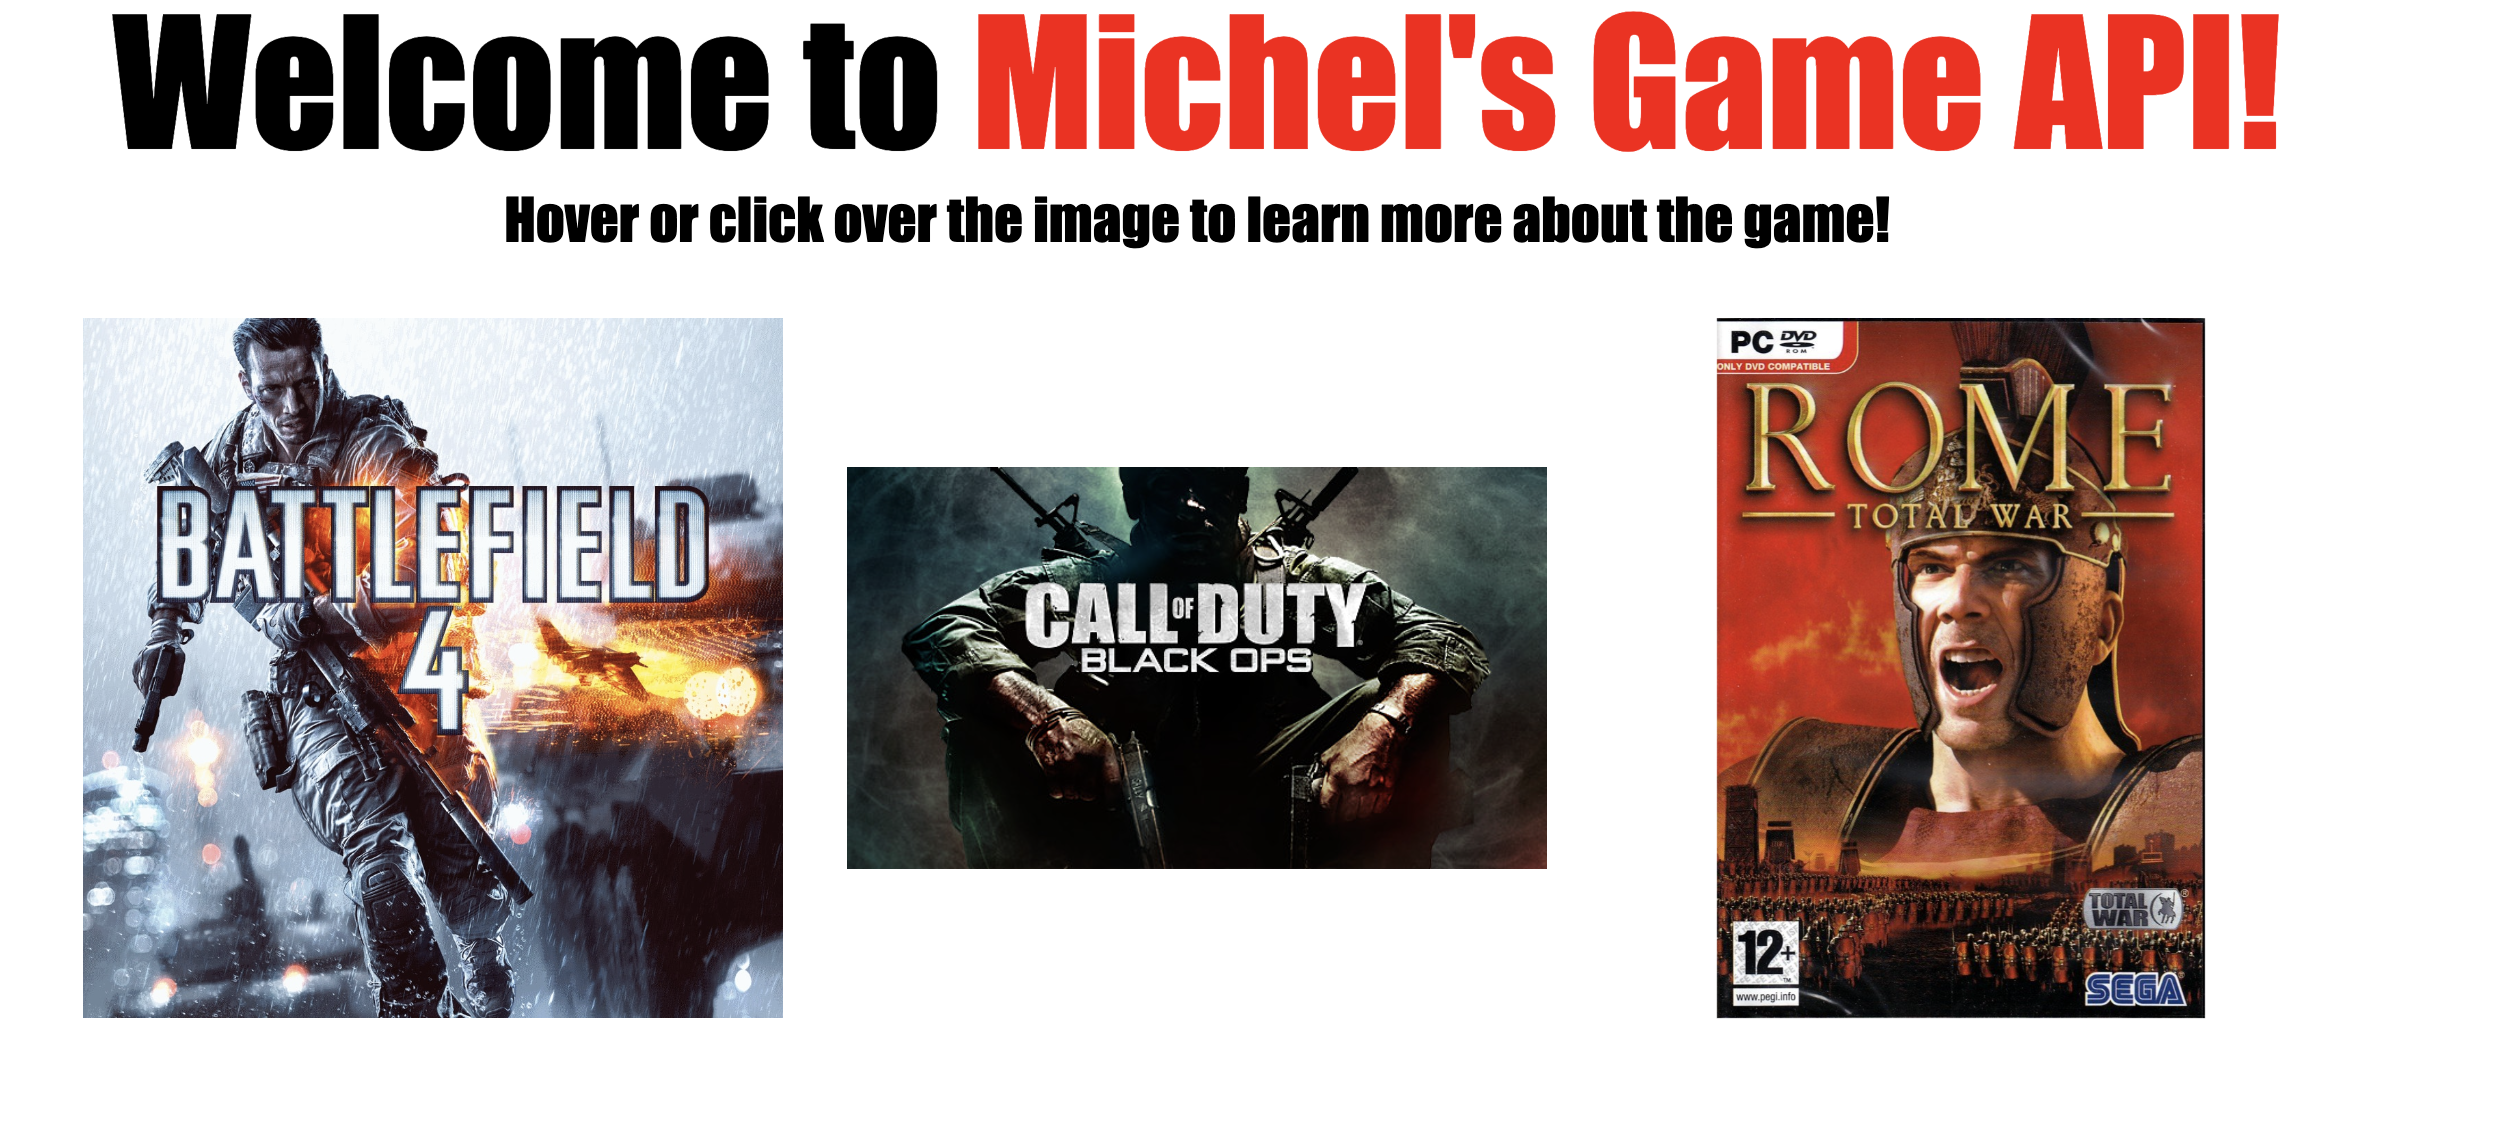 Welcome to Michel's Game API!
Hover or click over the image to learn more about the game!
BATTLEFIELD
4
CALL OF DUTY
BLACK OPS
PC DVD
ROM
ONLY DVD COMPATIBLE
ROME
TOTAL WAR
TOTAL
WAR
12+
www.pegi.info
SEGA